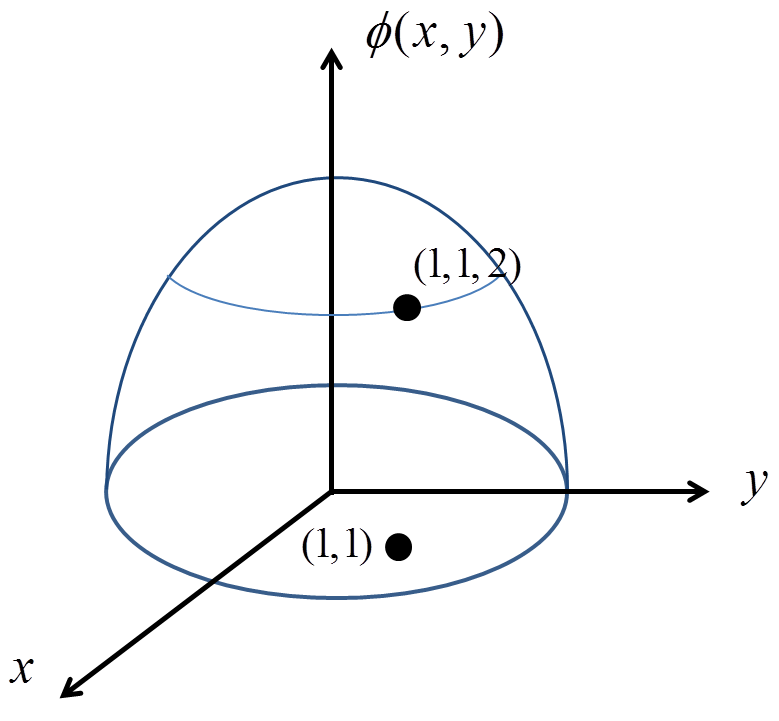 ϕ(x, y)
(1,1,2)
y
(1,1)
x